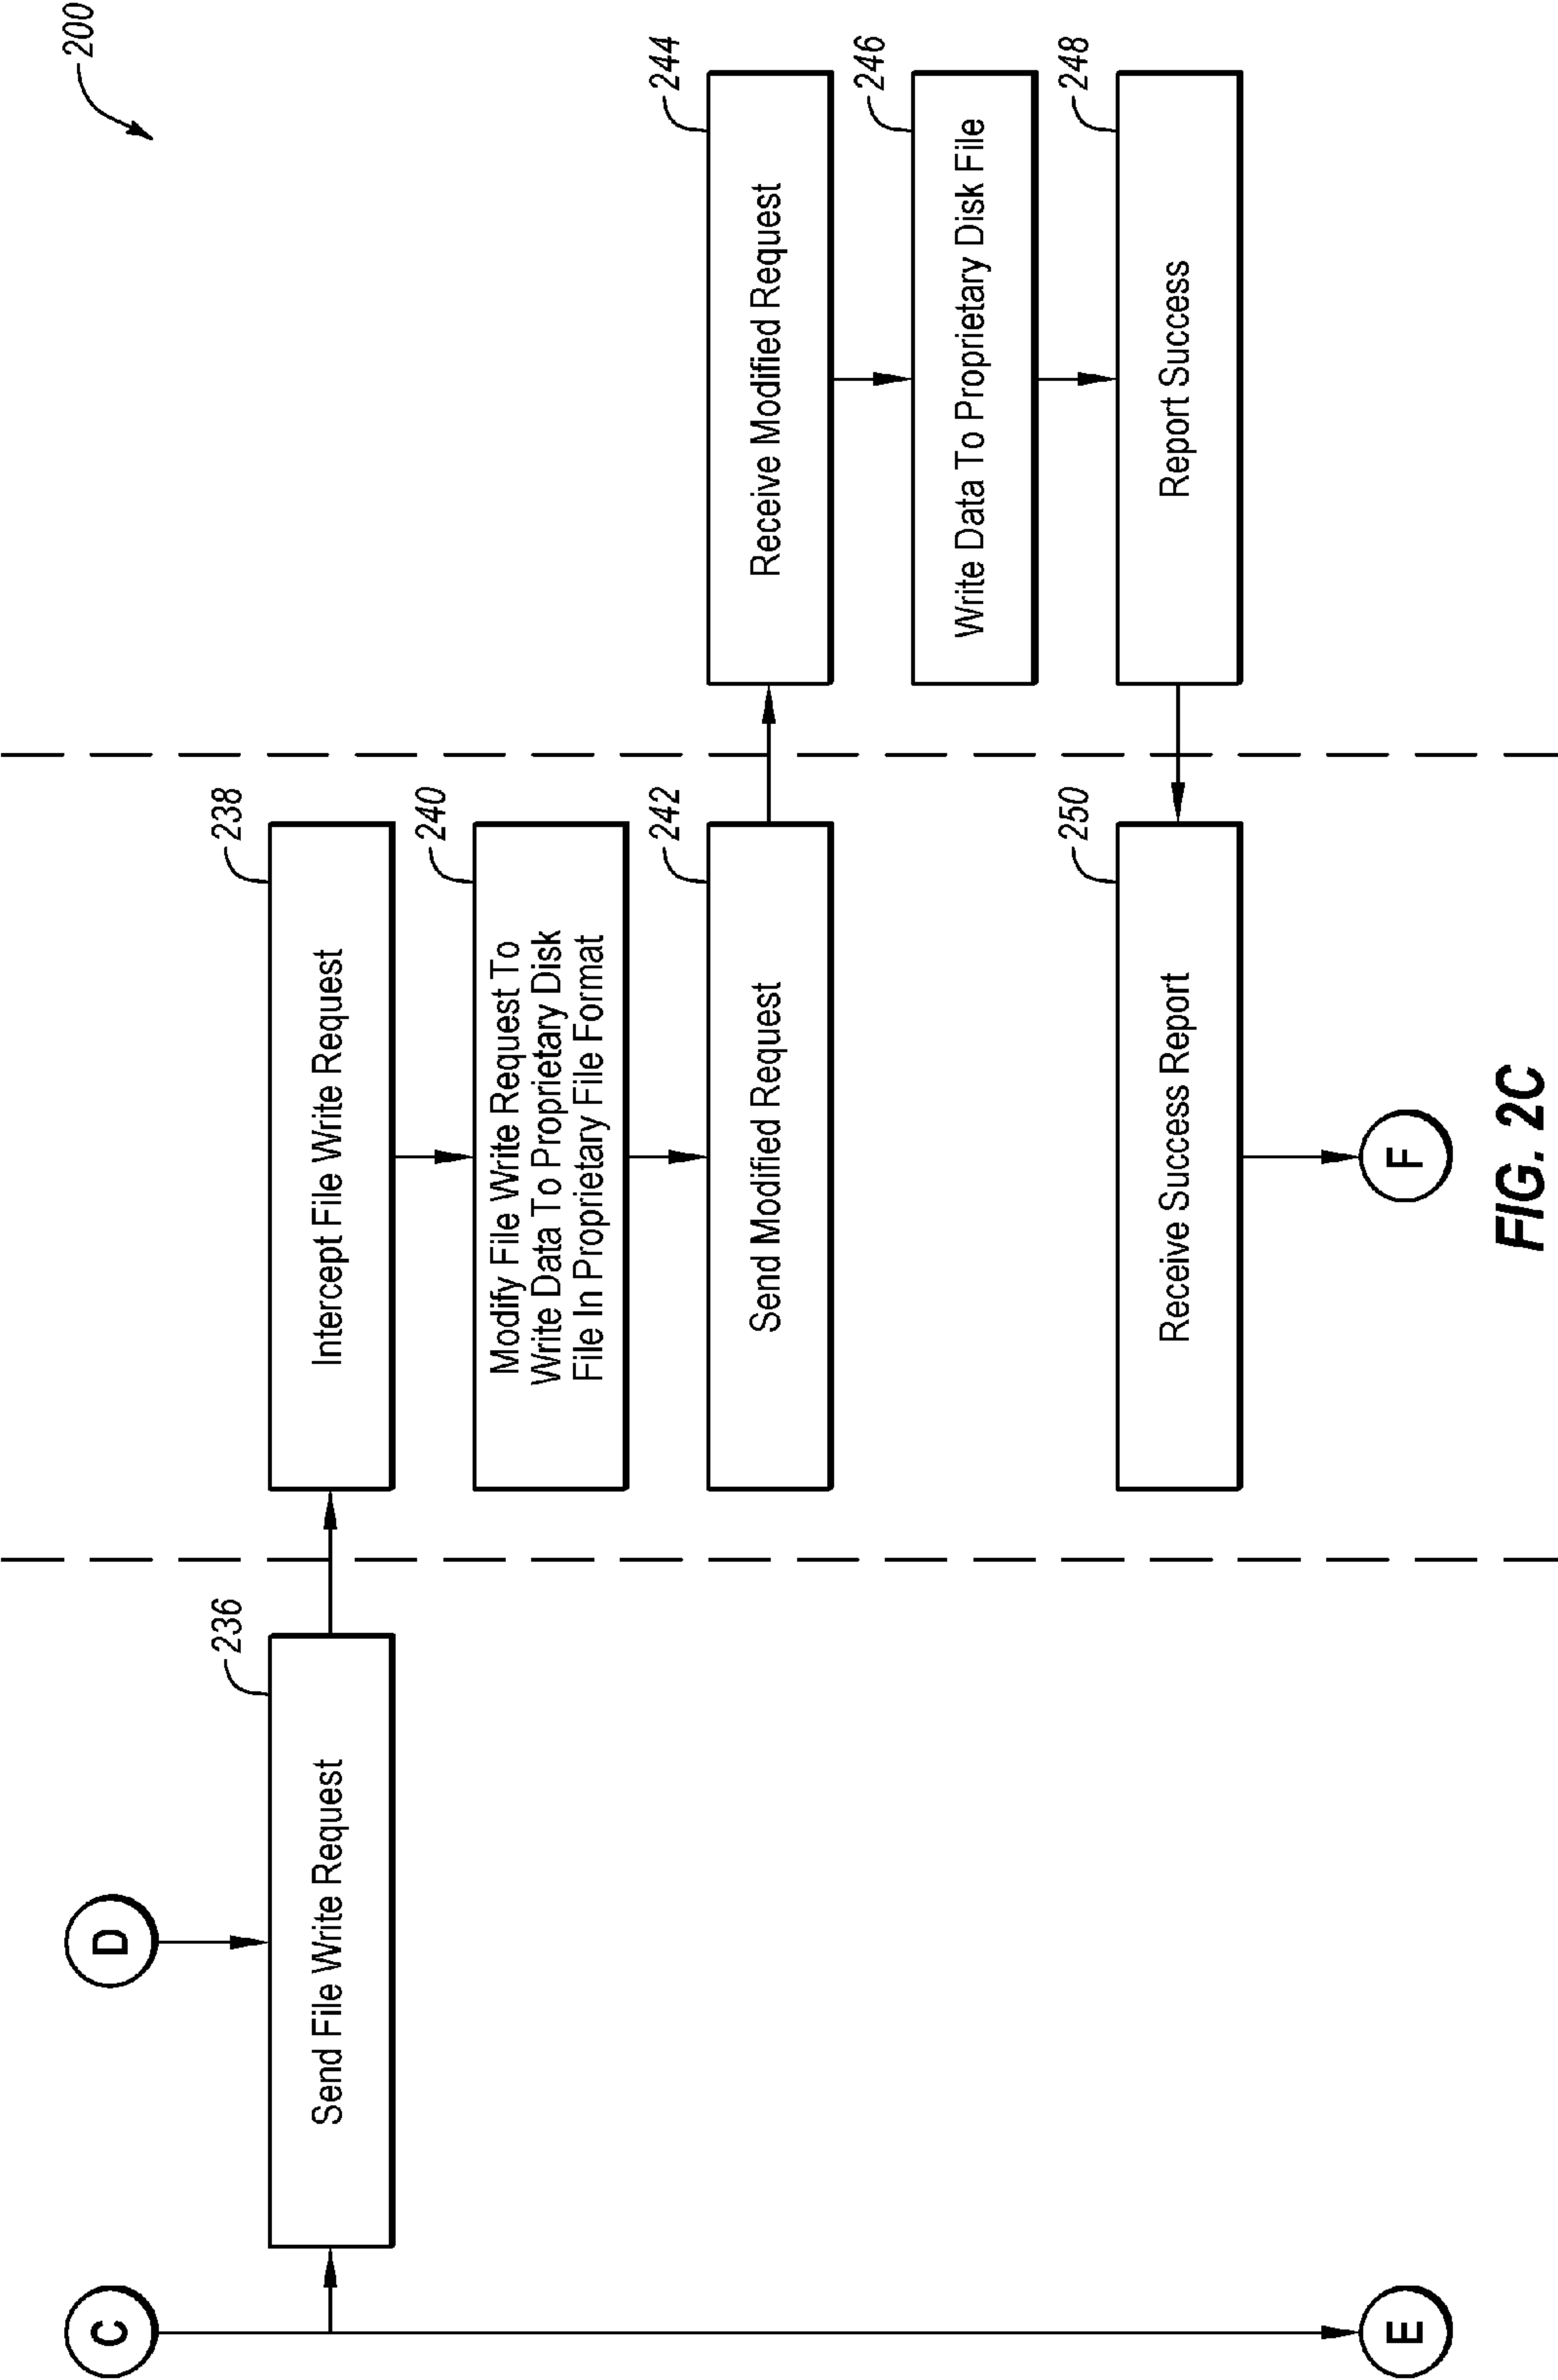 200
C
D
236
Send File Write Request
238
Intercept File Write Request
240
Modify File Write Request To
Write Data To Proprietary Disk
File In Proprietary File Format
242
Send Modified Request
244
Receive Modified Request
246
Write Data To Proprietary Disk File
248
Report Success
250
Receive Success Report
E
F
FIG. 2C